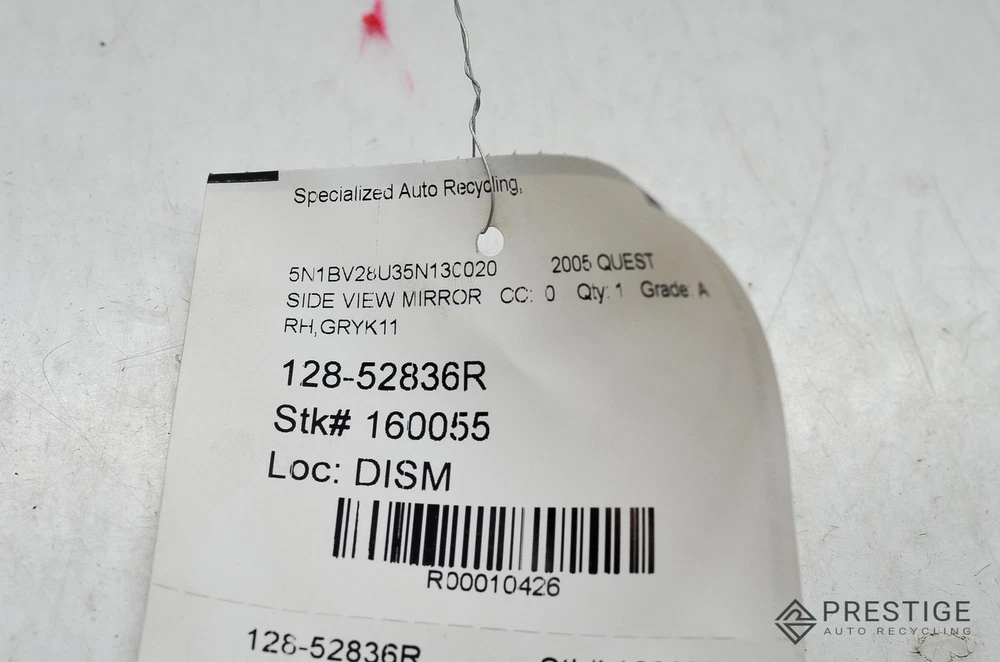 Specialized Auto Recycling,
5N1BV28U35N130020 2005 QUEST
SIDE VIEW MIRROR CC: 0 Qty: 1 Grade: A
RH,GRYK11
128-52836R
Stk# 160055
Loc: DISM
R00010426
128-52836R
PRESTIGE
AUTO RECYCLING